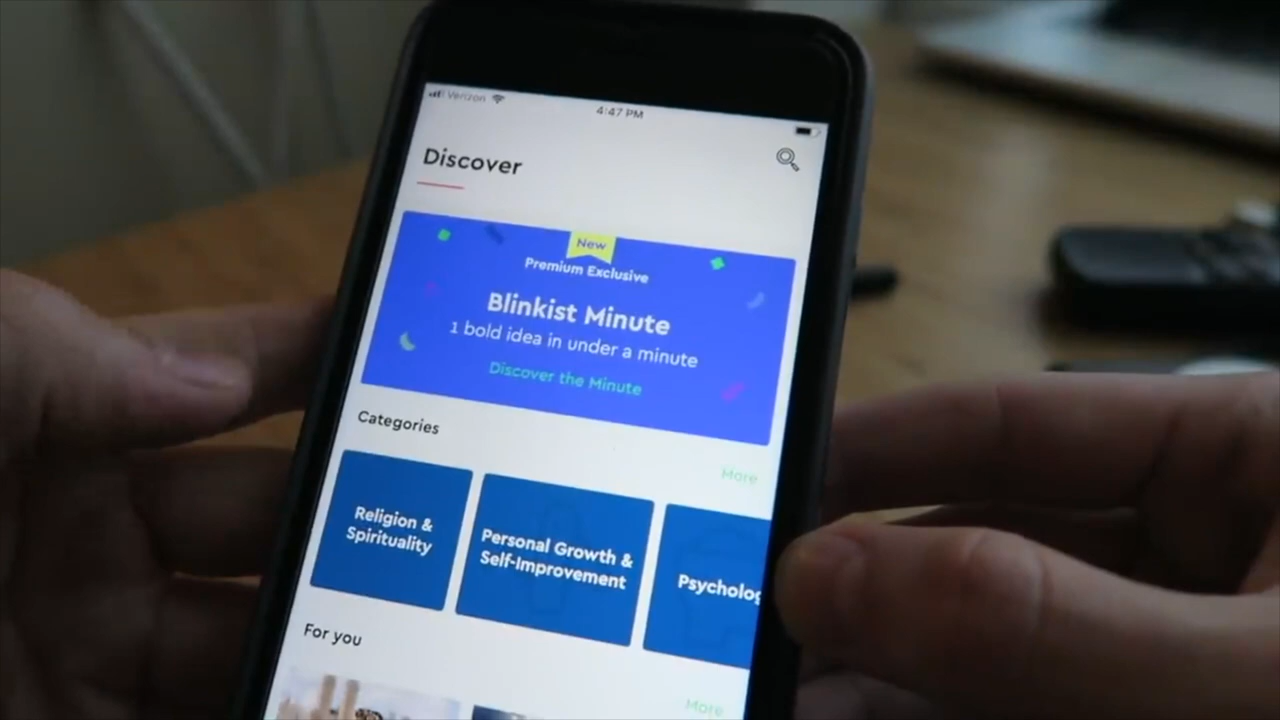 Verizon
4:47 PM
Discover
New
Premium Exclusive
Blinkist Minute
1 bold idea in under a minute
Discover the Minute
Categories
More
Religion &
Spirituality
Personal Growth &
Self-Improvement
Psycholog
For you
More